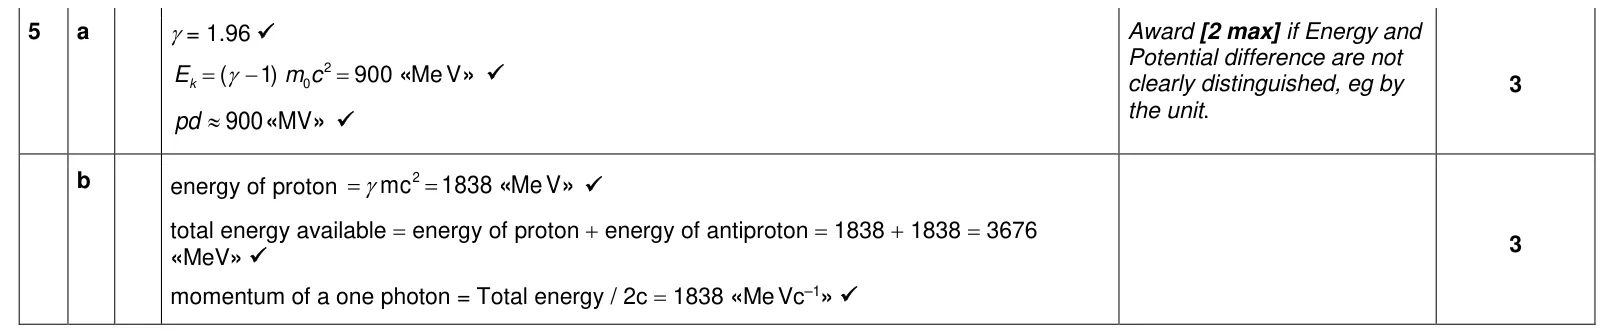 5 a γ = 1.96 ✓
E_k = (γ − 1) m₀c² = 900 «MeV» ✓
pd ≈ 900 «MV» ✓
Award [2 max] if Energy and
Potential difference are not
clearly distinguished, eg by
the unit.
3
b energy of proton = γmc² = 1838 «MeV» ✓
total energy available = energy of proton + energy of antiproton = 1838 + 1838 = 3676
«MeV» ✓
momentum of a one photon = Total energy / 2c = 1838 «MeVc⁻¹» ✓
3